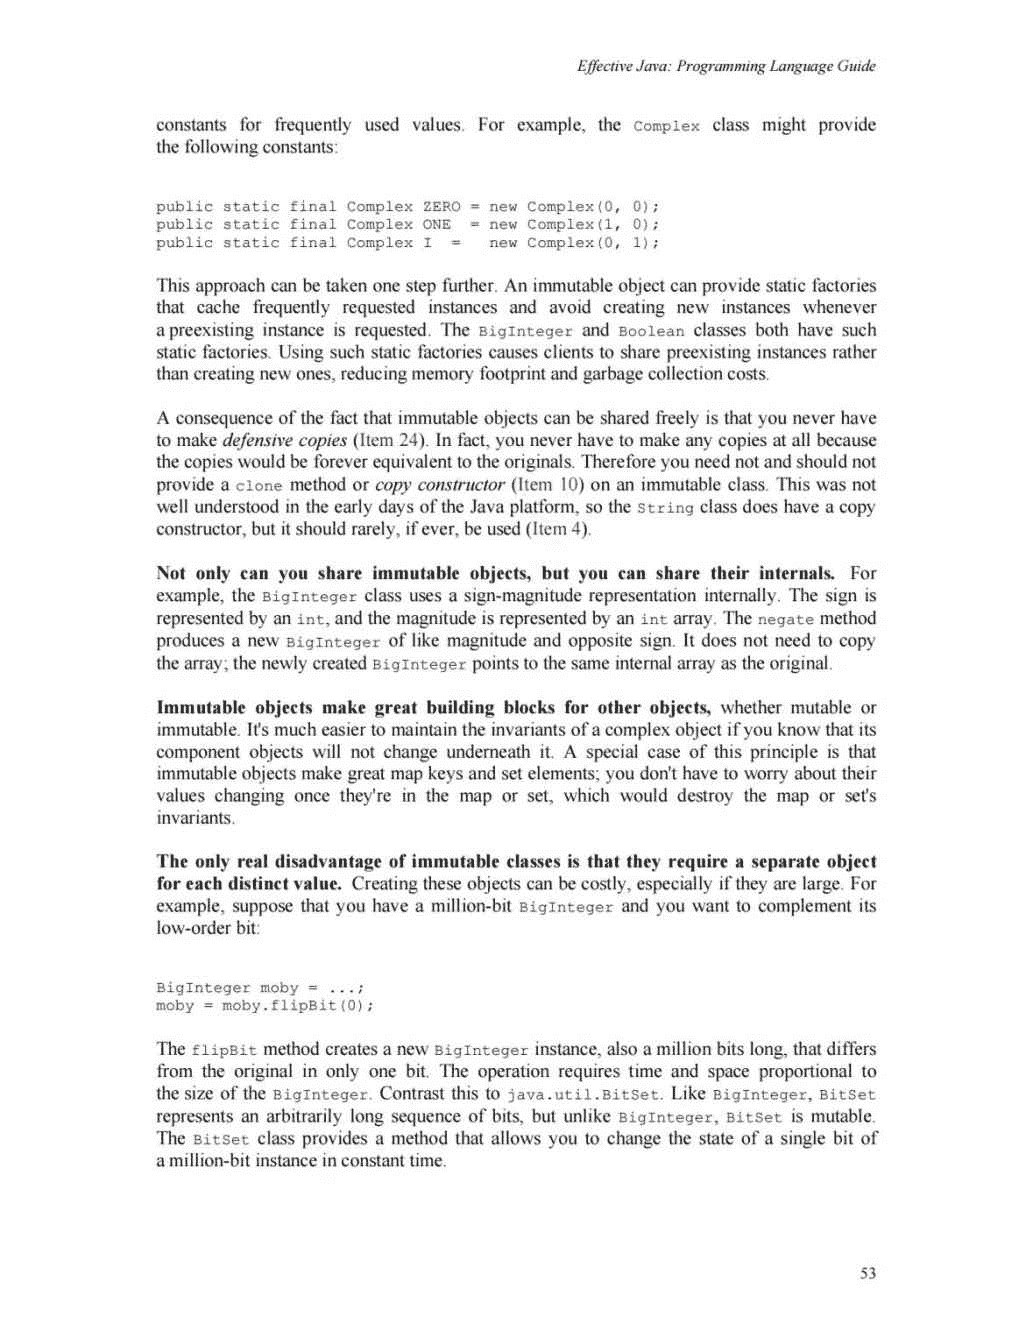 Effective Java: Programming Language Guide
constants for frequently used values. For example, the Complex class might provide
the following constants:
public static final Complex ZERO = new Complex(0, 0);
public static final Complex ONE  = new Complex(1, 0);
public static final Complex I  =   new Complex(0, 1);
This approach can be taken one step further. An immutable object can provide static factories
that cache frequently requested instances and avoid creating new instances whenever
a preexisting instance is requested. The BigInteger and Boolean classes both have such
static factories. Using such static factories causes clients to share preexisting instances rather
than creating new ones, reducing memory footprint and garbage collection costs.
A consequence of the fact that immutable objects can be shared freely is that you never have
to make defensive copies (Item 24). In fact, you never have to make any copies at all because
the copies would be forever equivalent to the originals. Therefore you need not and should not
provide a clone method or copy constructor (Item 10) on an immutable class. This was not
well understood in the early days of the Java platform, so the String class does have a copy
constructor, but it should rarely, if ever, be used (Item 4).
Not only can you share immutable objects, but you can share their internals. For
example, the BigInteger class uses a sign-magnitude representation internally. The sign is
represented by an int, and the magnitude is represented by an int array. The negate method
produces a new BigInteger of like magnitude and opposite sign. It does not need to copy
the array; the newly created BigInteger points to the same internal array as the original.
Immutable objects make great building blocks for other objects, whether mutable or
immutable. It's much easier to maintain the invariants of a complex object if you know that its
component objects will not change underneath it. A special case of this principle is that
immutable objects make great map keys and set elements; you don't have to worry about their
values changing once they're in the map or set, which would destroy the map or set's
invariants.
The only real disadvantage of immutable classes is that they require a separate object
for each distinct value. Creating these objects can be costly, especially if they are large. For
example, suppose that you have a million-bit BigInteger and you want to complement its
low-order bit:
BigInteger moby = ...;
moby = moby.flipBit(0);
The flipBit method creates a new BigInteger instance, also a million bits long, that differs
from the original in only one bit. The operation requires time and space proportional to
the size of the BigInteger. Contrast this to java.util.BitSet. Like BigInteger, BitSet
represents an arbitrarily long sequence of bits, but unlike BigInteger, BitSet is mutable.
The BitSet class provides a method that allows you to change the state of a single bit of
a million-bit instance in constant time.
53